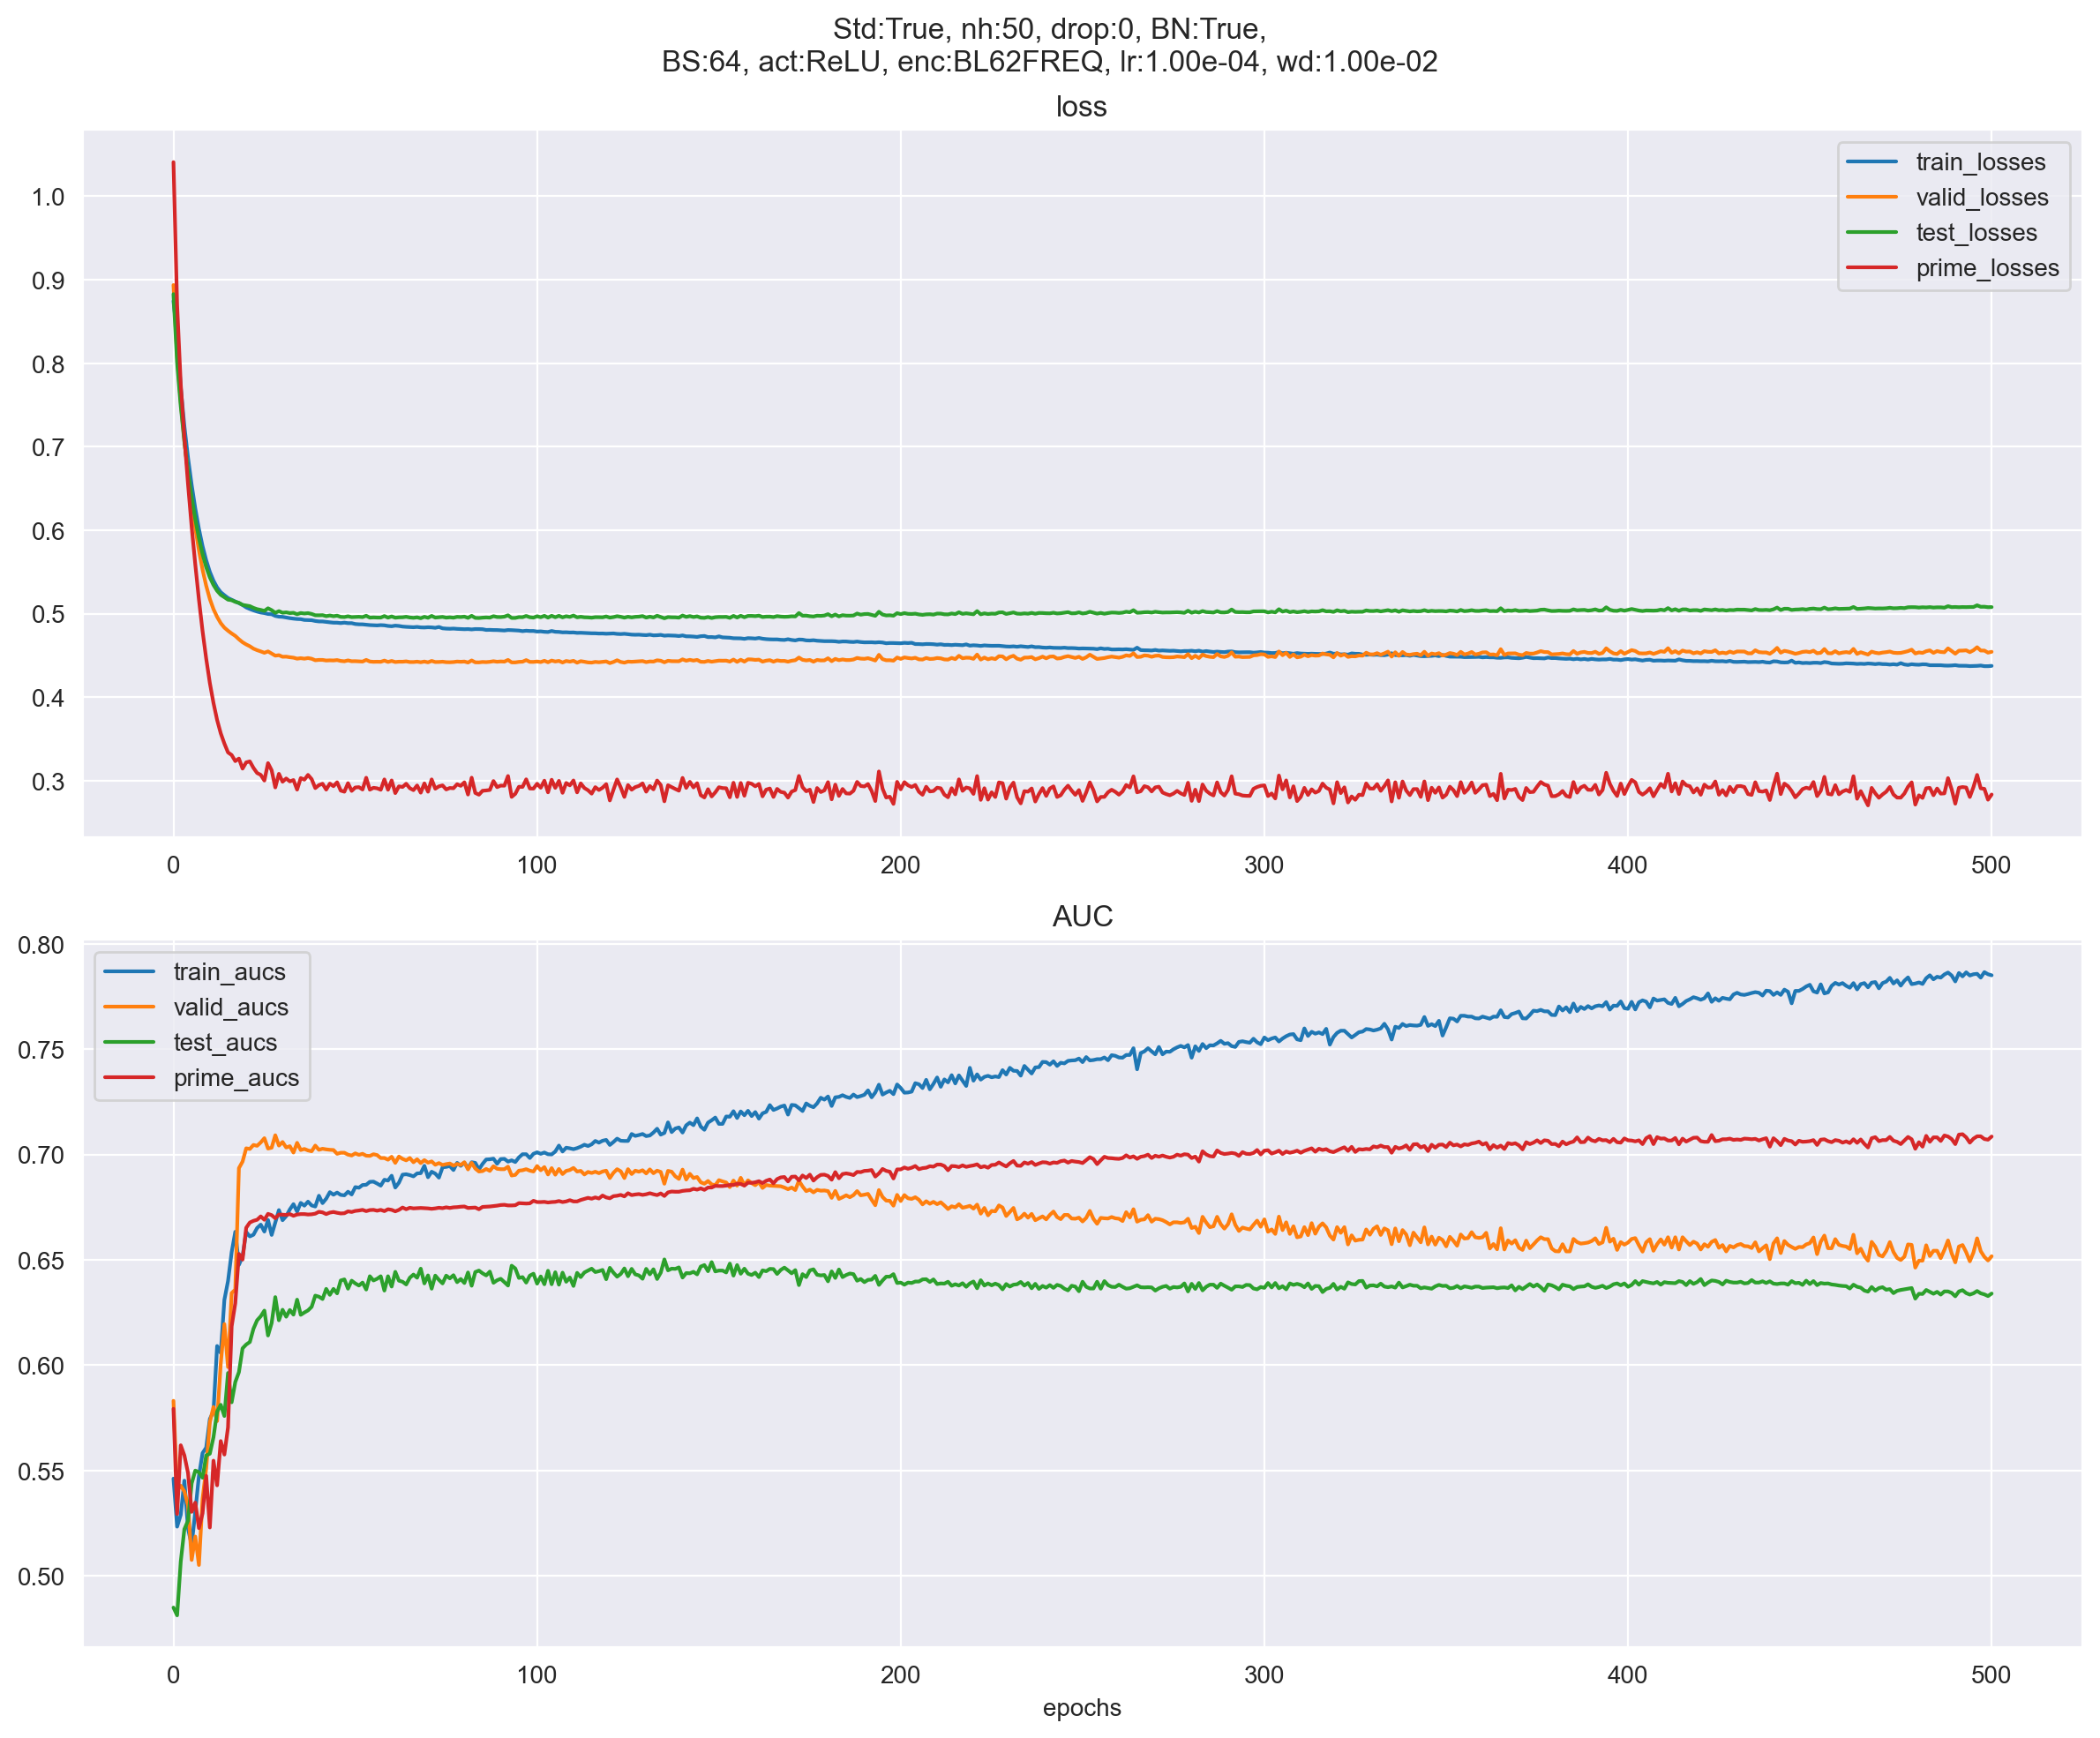 Std:True, nh:50, drop:0, BN:True,
BS:64, act:ReLU, enc:BL62FREQ, lr:1.00e-04, wd:1.00e-02
loss
1.0
0.9
0.8
0.7
0.6
0.5
0.4
0.3
train_losses
valid_losses
test_losses
prime_losses
0 100 200 300 400 500
AUC
0.80
0.75
0.70
0.65
0.60
0.55
0.50
train_aucs
valid_aucs
test_aucs
prime_aucs
0 100 200 300 400 500
epochs